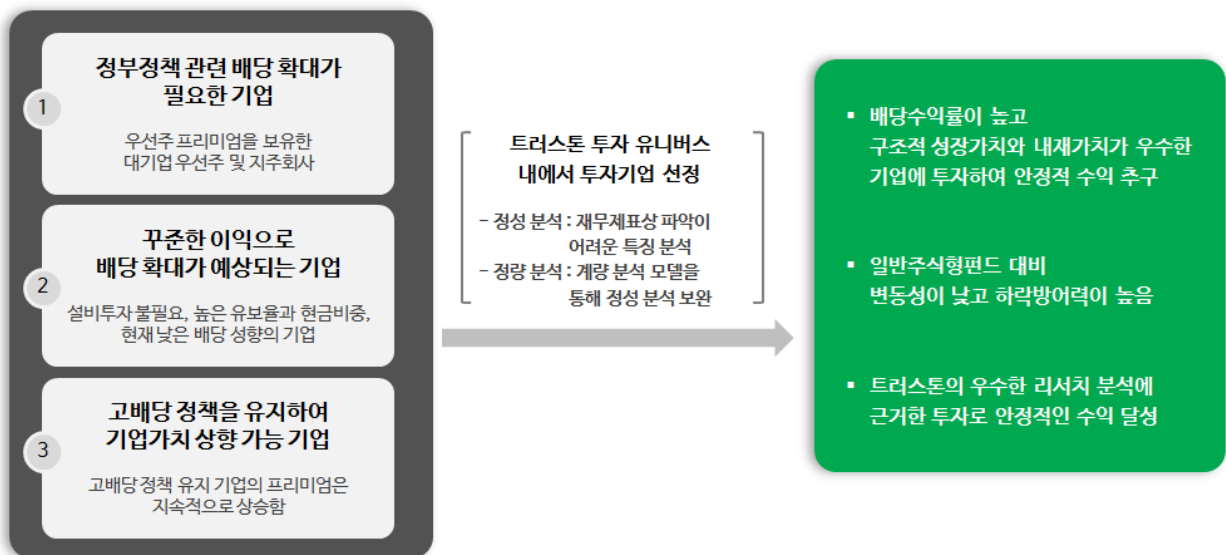 1
정부정책 관련 배당 확대가
필요한 기업
우선주 프리미엄을 보유한
대기업 우선주 및 지주회사
2
꾸준한 이익으로
배당 확대가 예상되는 기업
설비투자 불필요, 높은 유보율과 현금비중,
현재 낮은 배당 성향의 기업
3
고배당 정책을 유지하여
기업가치 상향 가능 기업
고배당 정책 유지 기업의 프리미엄은
지속적으로 상승함
트러스톤 투자 유니버스
내에서 투자기업 선정
- 정성 분석 : 재무제표상 파악이
어려운 특징 분석
- 정량 분석 : 계량 분석 모델을
통해 정성 분석 보완
▪ 배당수익률이 높고
구조적 성장가치와 내재가치가 우수한
기업에 투자하여 안정적 수익 추구
▪ 일반주식형펀드 대비
변동성이 낮고 하락방어력이 높음
▪ 트러스톤의 우수한 리서치 분석에
근거한 투자로 안정적인 수익 달성